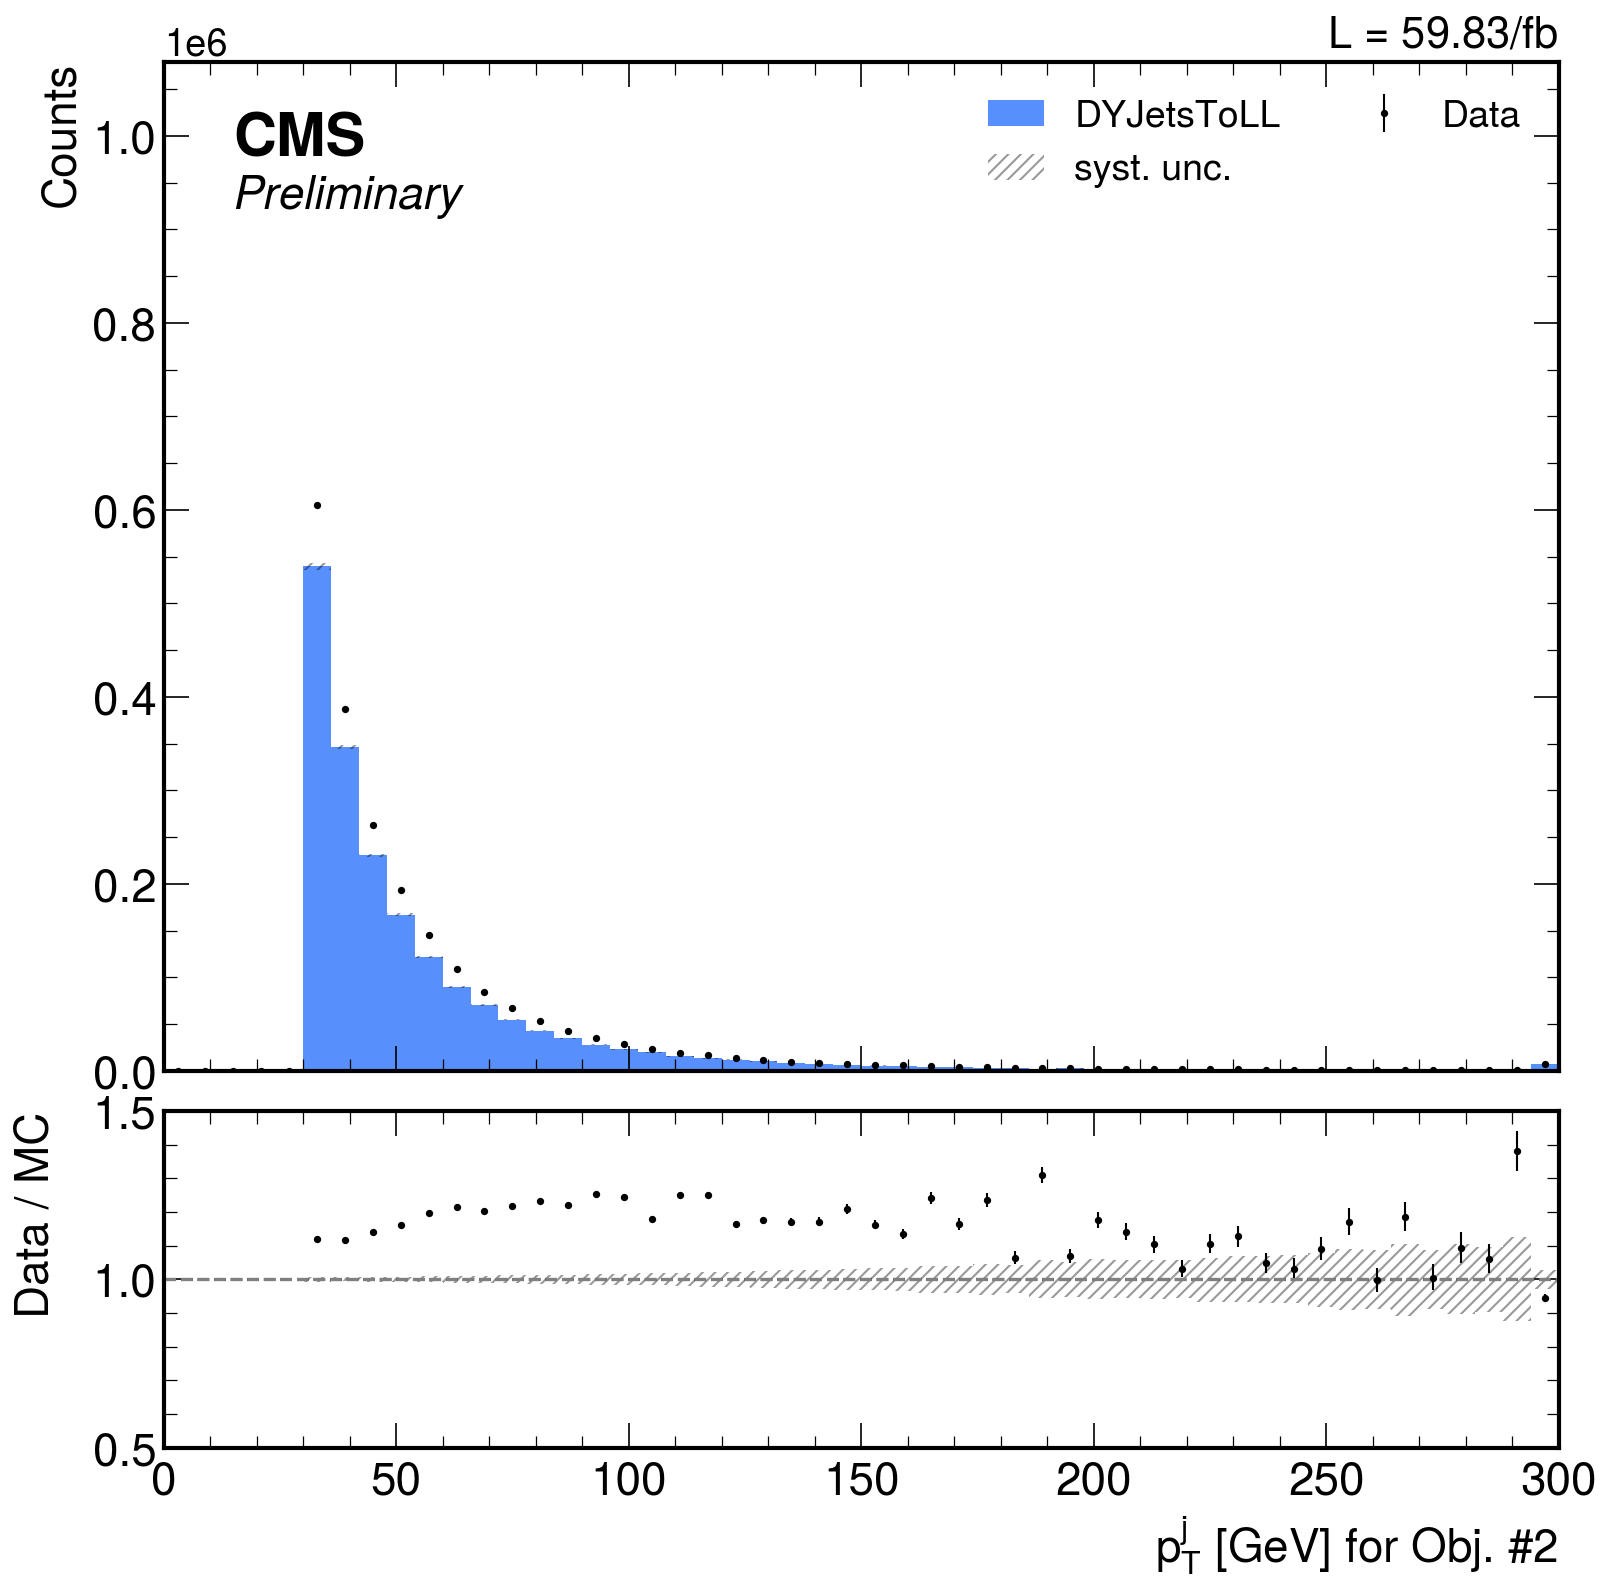 1e6
L = 59.83/fb
Counts
CMS
Preliminary
DYJetsToLL
Data
syst. unc.
1.0
0.8
0.6
0.4
0.2
0.0
Data / MC
1.5
1.0
0.5
0 50 100 150 200 250 300
p_T^j [GeV] for Obj. #2